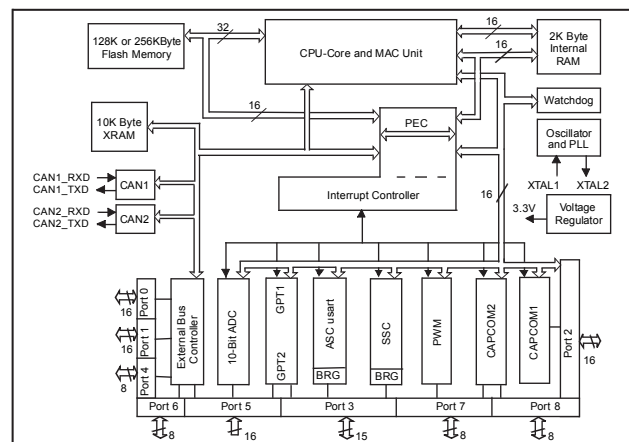 128K or 256KByte
Flash Memory
32
CPU-Core and MAC Unit
16
16
2K Byte
Internal
RAM
16
Watchdog
10K Byte
XRAM
PEC
Oscillator
and PLL
CAN1_RXD
CAN1_TXD
CAN1
XTAL1
XTAL2
CAN2_RXD
CAN2_TXD
CAN2
Interrupt Controller
16
3.3V
Voltage
Regulator
Port 0
16
Port 1
16
Port 4
8
External Bus
Controller
10-Bit ADC
GPT1
GPT2
ASC usart
BRG
SSC
BRG
PWM
CAPCOM2
CAPCOM1
Port 2
16
Port 6
Port 5
Port 3
Port 7
Port 8
8
16
15
8
8